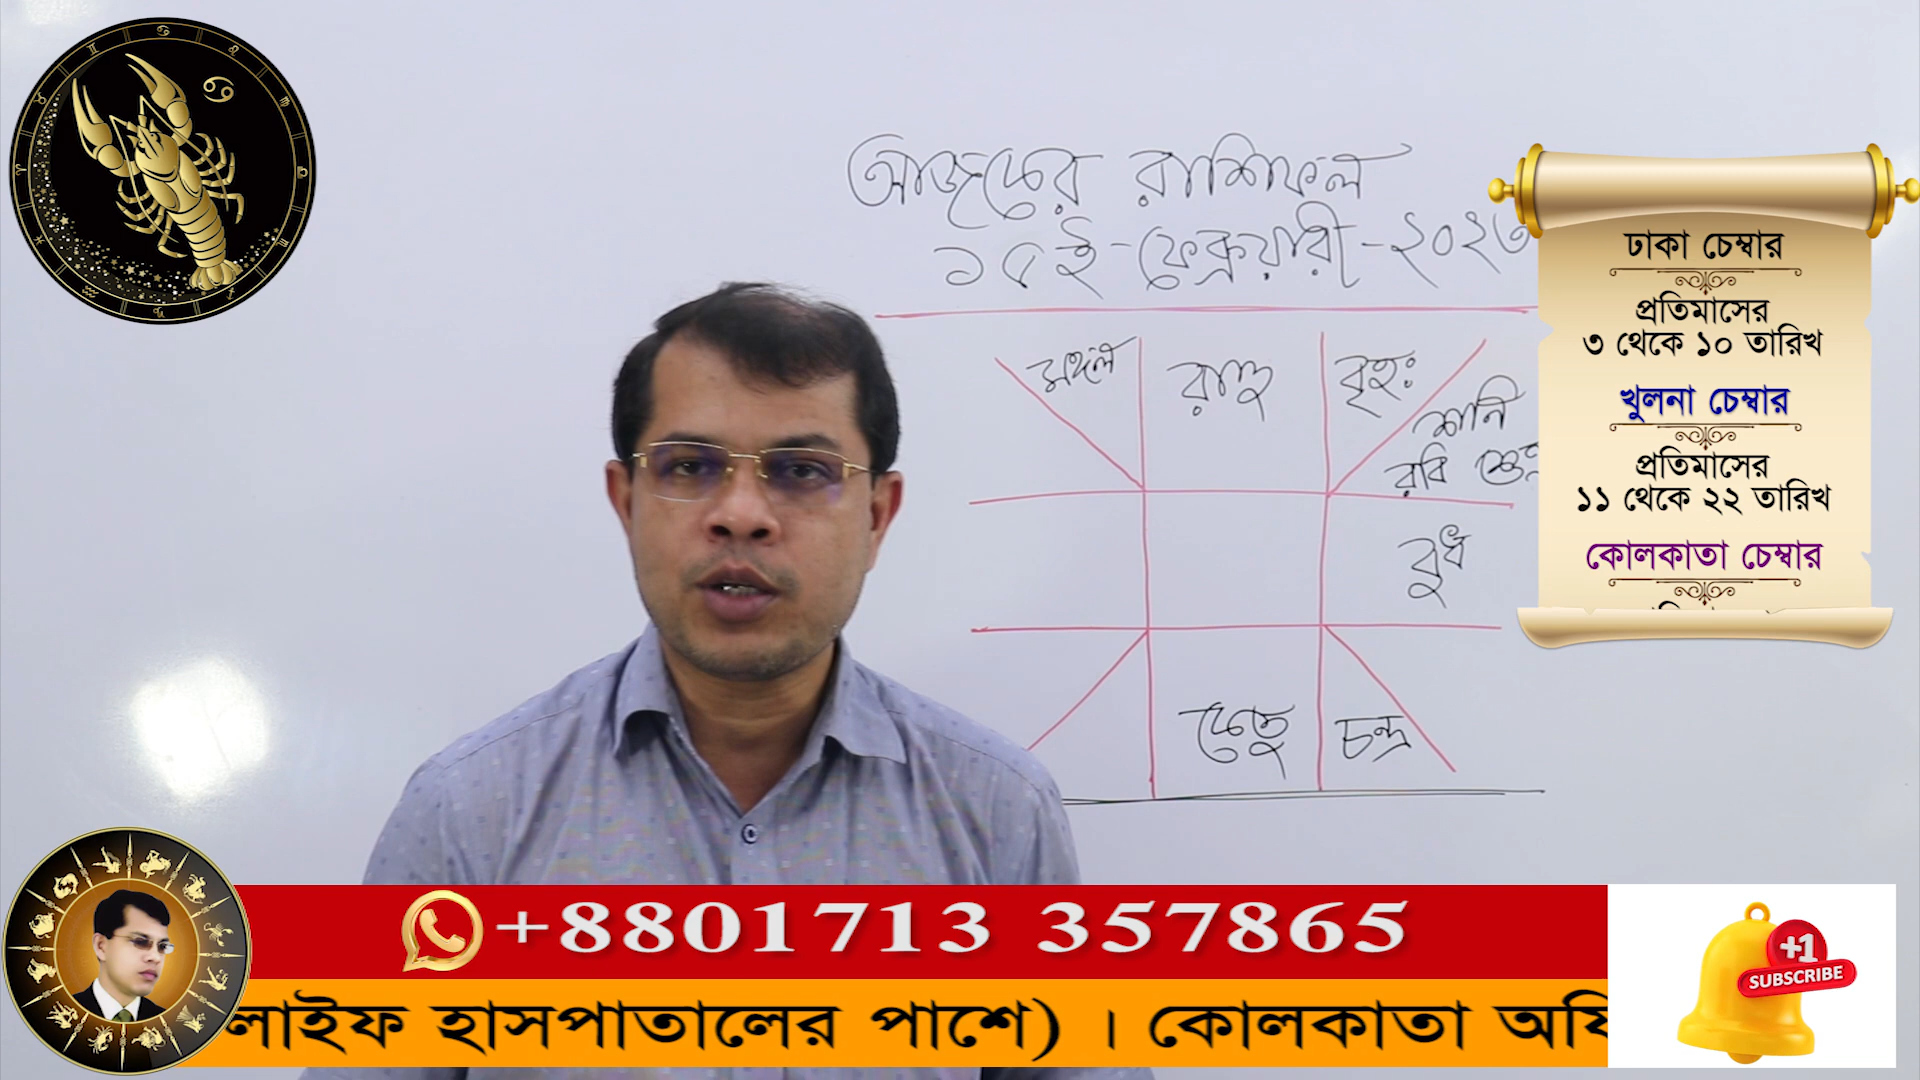 আজকের রাশিফল
১৫ই-ফেব্রুয়ারী-২০২৩
মঙ্গল
রাহু
বৃহঃ
শনি
রবি
বুধ
কেতু
চন্দ্র
ঢাকা চেম্বার
প্রতিমাসের
৩ থেকে ১০ তারিখ
খুলনা চেম্বার
প্রতিমাসের
১১ থেকে ২২ তারিখ
কোলকাতা চেম্বার
+8801713 357865
লাইফ হাসপাতালের পাশে) । কোলকাতা
+1
SUBSCRIBE